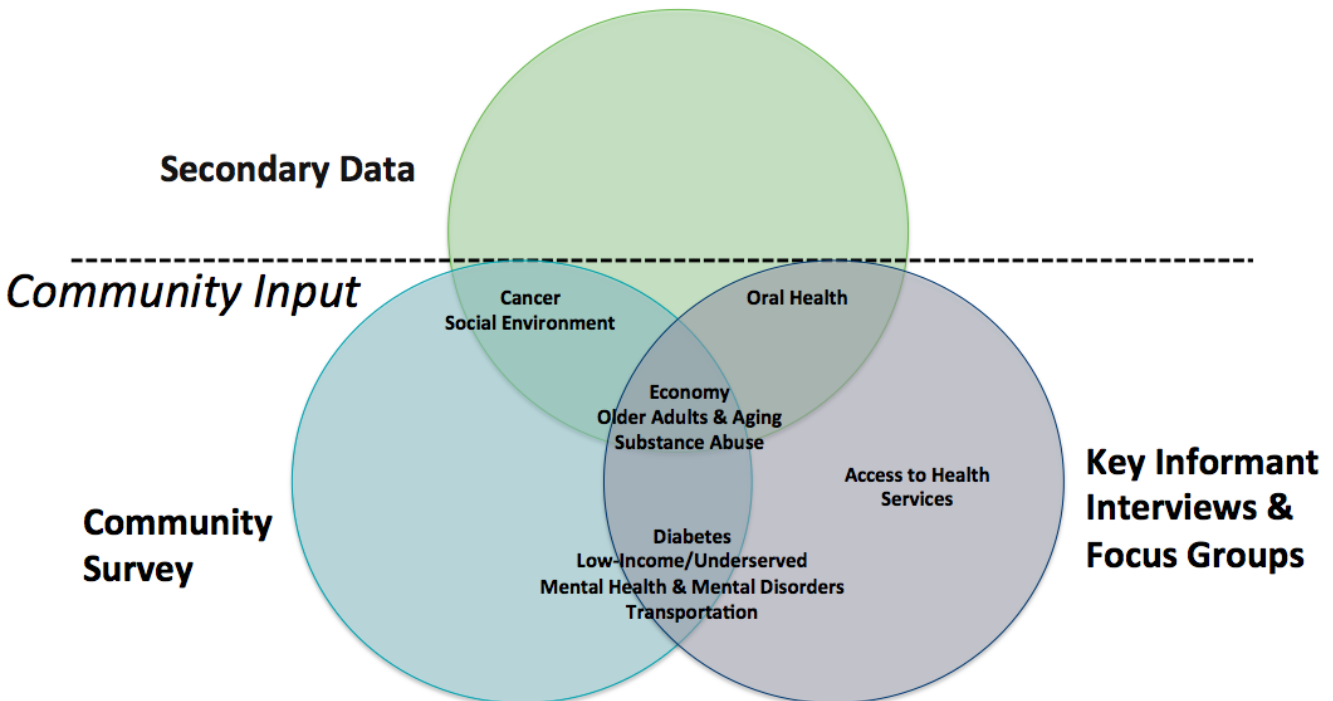 Secondary Data
Community Input
Cancer
Social Environment
Oral Health
Economy
Older Adults & Aging
Substance Abuse
Access to Health
Services
Key Informant
Interviews &
Focus Groups
Community
Survey
Diabetes
Low-Income/Underserved
Mental Health & Mental Disorders
Transportation